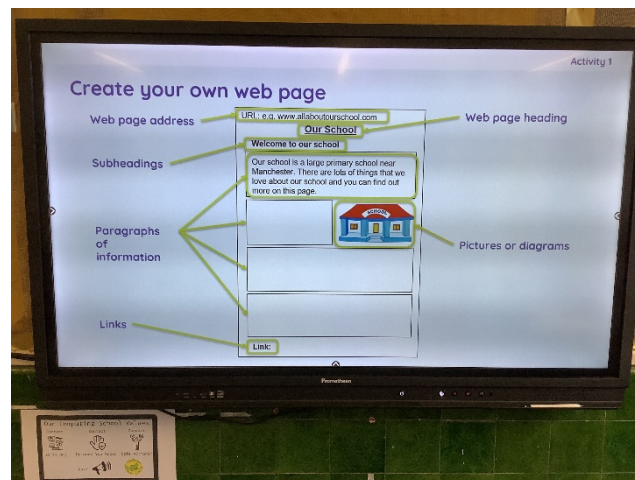 Activity 1
Create your own web page
Web page address
URL: e.g. www.allaboutourschool.com
Our School
Web page heading
Welcome to our school
Subheadings
Our school is a large primary school near
Manchester. There are lots of things that we
love about our school and you can find out
more on this page.
SCHOOL
Paragraphs
of
information
Pictures or diagrams
Links
Link:
Promethean
School Values